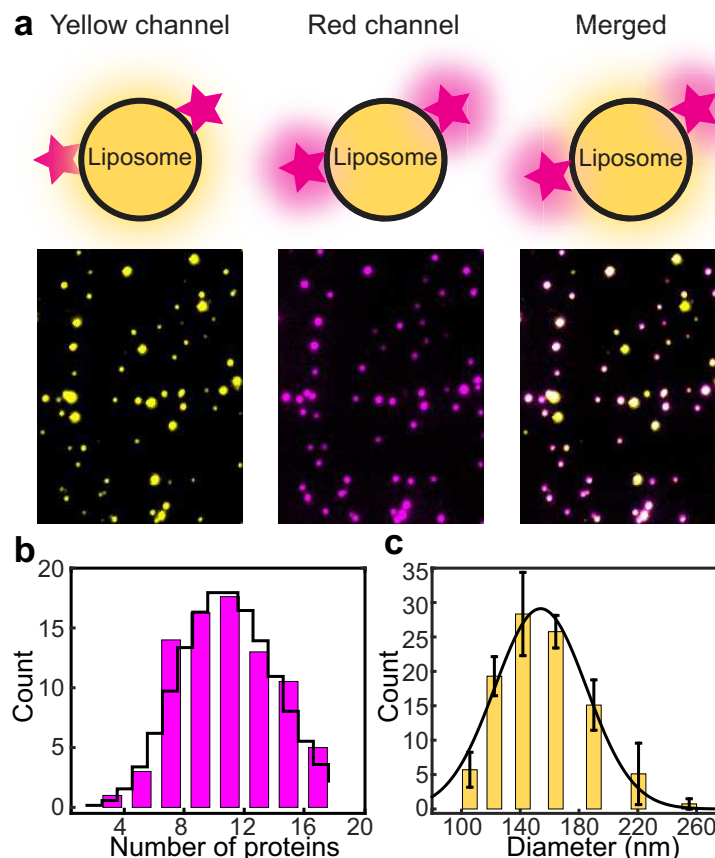 a Yellow channel Red channel Merged
Liposome Liposome Liposome
b
20
15
10
5
0
Count
4 8 12 16 20
Number of proteins
c
35
30
25
20
15
10
5
0
Count
100 140 180 220 260
Diameter (nm)